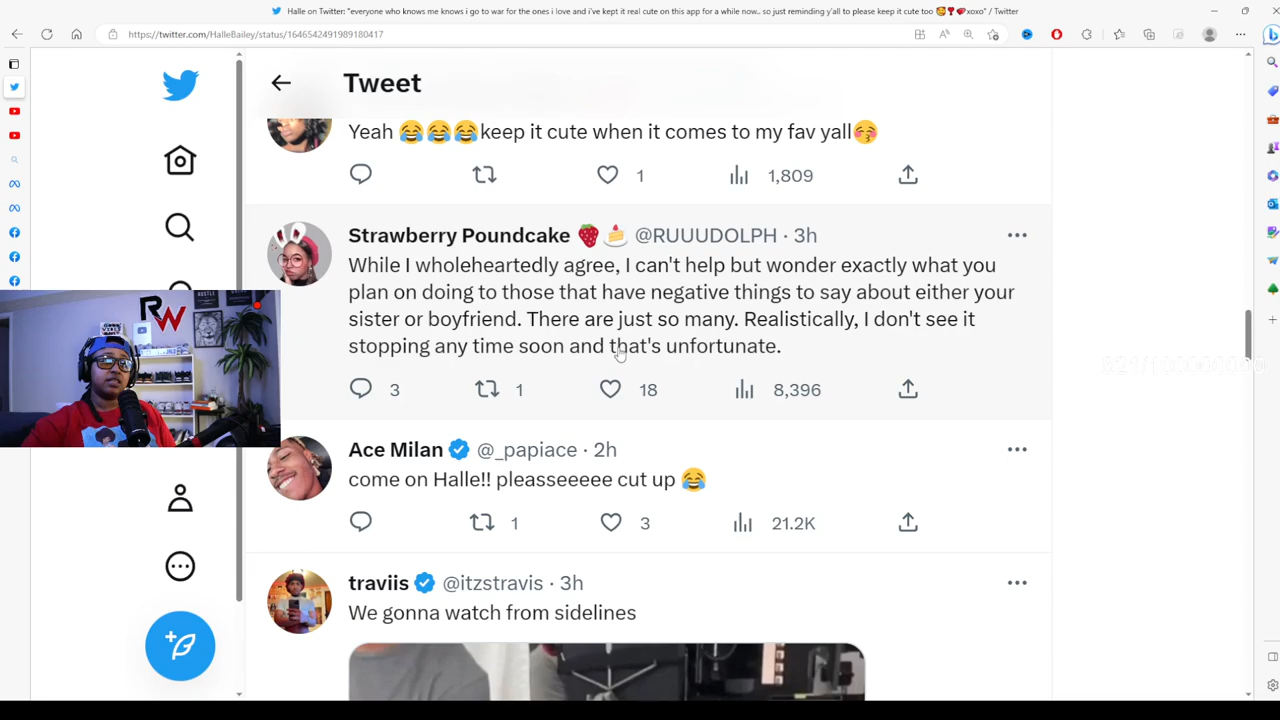 Halle on Twitter: "everyone who knows me knows i go to war for the ones i love and i've kept it real cute on this app for a while now.. so just reminding y'all to please keep it cute too 🥰❣️💋xoxo" / Twitter
https://twitter.com/HalleBailey/status/1646542491989180417
Tweet
Yeah 😂😂😂keep it cute when it comes to my fav yall😚
1 1,809
Strawberry Poundcake 🍓🍰 @RUUUDOLPH · 3h
While I wholeheartedly agree, I can't help but wonder exactly what you
plan on doing to those that have negative things to say about either your
sister or boyfriend. There are just so many. Realistically, I don't see it
stopping any time soon and that's unfortunate.
3 1 18 8,396
Ace Milan @_papiace · 2h
come on Halle!! pleasseeeee cut up 😂
1 3 21.2K
traviis @itzstravis · 3h
We gonna watch from sidelines
RW